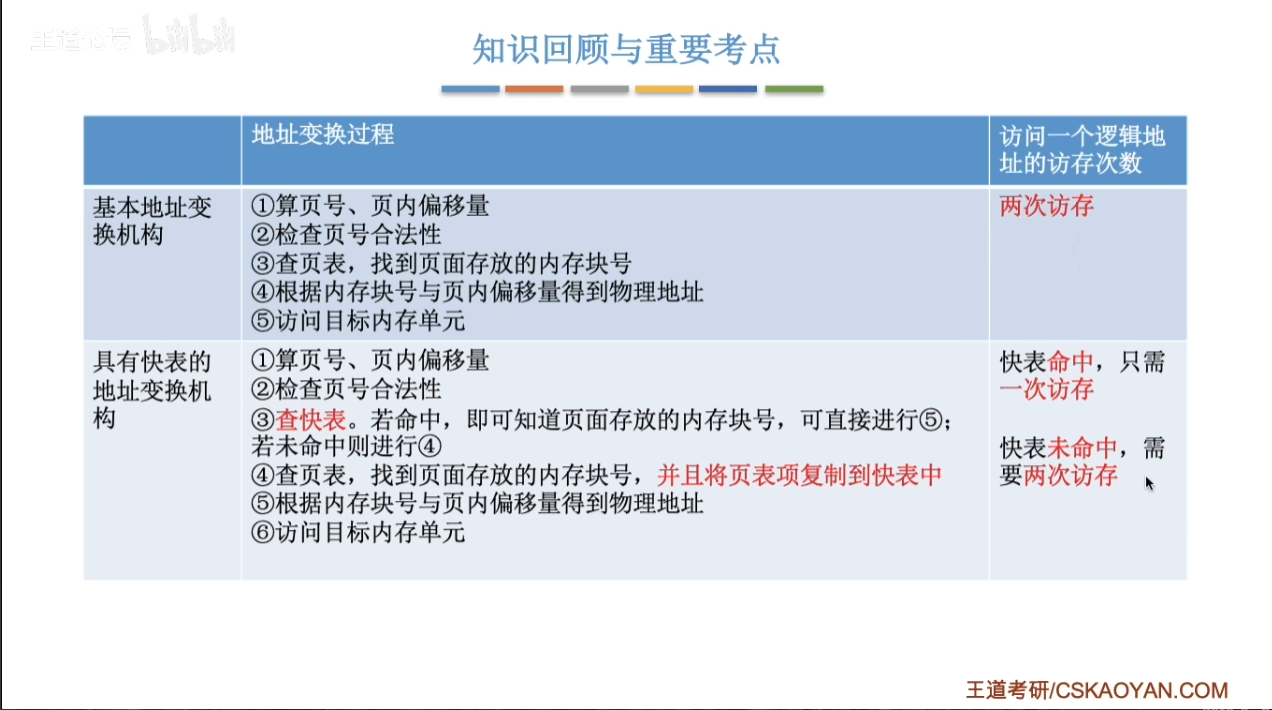 王道论坛 bilibili
知识回顾与重要考点
地址变换过程
访问一个逻辑地
址的访存次数
基本地址变
换机构
①算页号、页内偏移量
②检查页号合法性
③查页表，找到页面存放的内存块号
④根据内存块号与页内偏移量得到物理地址
⑤访问目标内存单元
两次访存
具有快表的
地址变换机
构
①算页号、页内偏移量
②检查页号合法性
③查快表。若命中，即可知道页面存放的内存块号，可直接进行⑤；
若未命中则进行④
④查页表，找到页面存放的内存块号，并且将页表项复制到快表中
⑤根据内存块号与页内偏移量得到物理地址
⑥访问目标内存单元
快表命中，只需
一次访存
快表未命中，需
要两次访存
王道考研/CSKAOYAN.COM